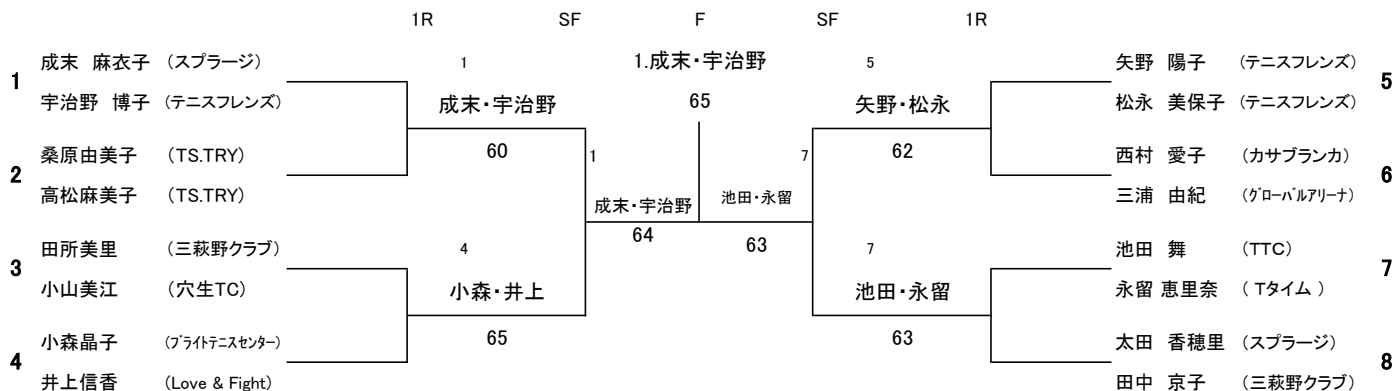 1R SF F SF 1R
1 成末 麻衣子 (スプラージ)
宇治野 博子 (テニスフレンズ)
2 桑原由美子 (TS.TRY)
高松麻美子 (TS.TRY)
3 田所美里 (三萩野クラブ)
小山美江 (穴生TC)
4 小森晶子 (ブライトテニスセンター)
井上信香 (Love & Fight)
1
成末・宇治野
60
4
小森・井上
65
1
成末・宇治野
64
1.成末・宇治野
65
7
池田・永留
63
5
矢野・松永
62
7
池田・永留
63
矢野 陽子 (テニスフレンズ) 5
松永 美保子 (テニスフレンズ)
西村 愛子 (カサブランカ) 6
三浦 由紀 (グローバルアリーナ)
池田 舞 (TTC) 7
永留 恵里奈 ( Tタイム )
太田 香穂里 (スプラージ) 8
田中 京子 (三萩野クラブ)